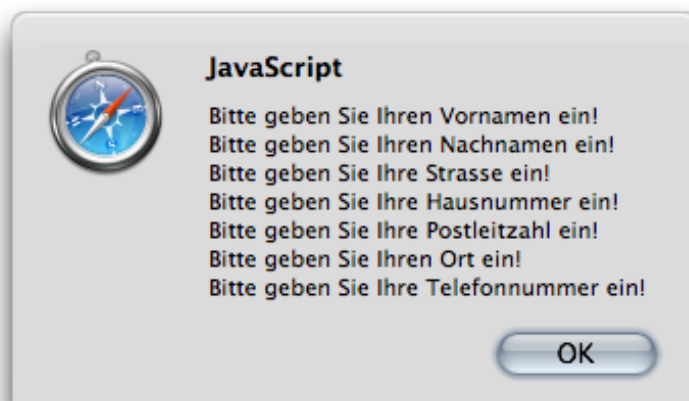 JavaScript
Bitte geben Sie Ihren Vornamen ein!
Bitte geben Sie Ihren Nachnamen ein!
Bitte geben Sie Ihre Strasse ein!
Bitte geben Sie Ihre Hausnummer ein!
Bitte geben Sie Ihre Postleitzahl ein!
Bitte geben Sie Ihren Ort ein!
Bitte geben Sie Ihre Telefonnummer ein!
OK